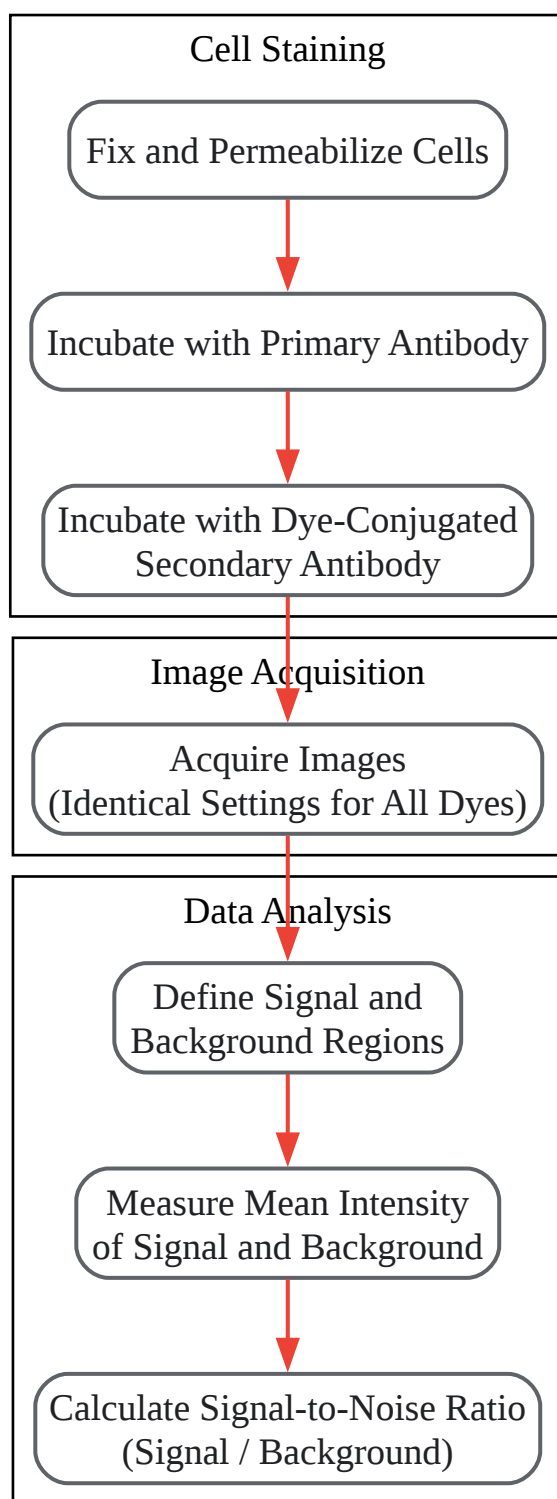 Cell Staining
Fix and Permeabilize Cells
Incubate with Primary Antibody
Incubate with Dye-Conjugated
Secondary Antibody
Image Acquisition
Acquire Images
(Identical Settings for All Dyes)
Data Analysis
Define Signal and
Background Regions
Measure Mean Intensity
of Signal and Background
Calculate Signal-to-Noise Ratio
(Signal / Background)